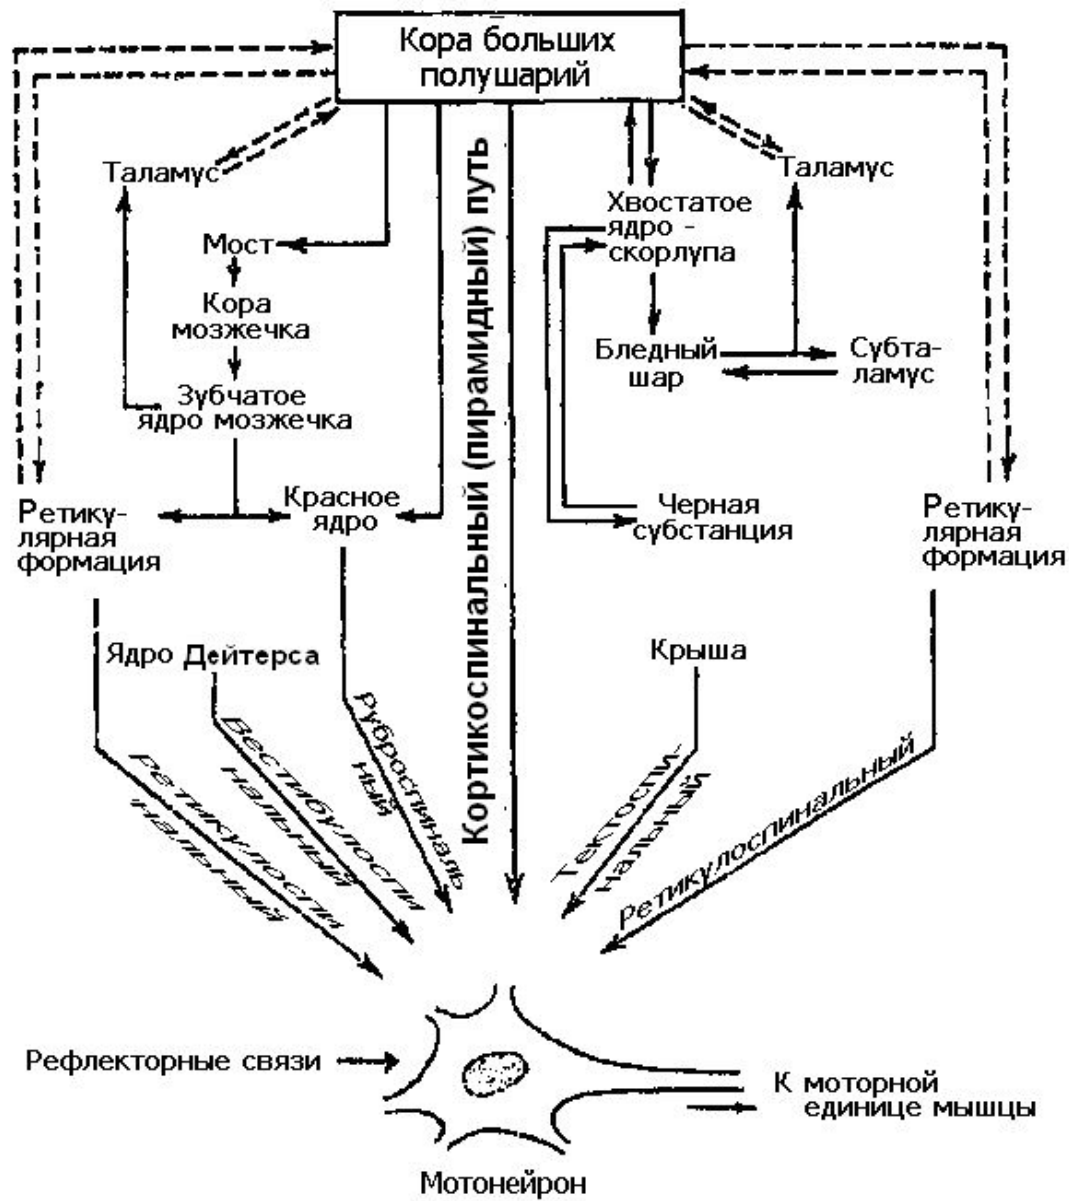 Кора больших
полушарий
Таламус
Таламус
Хвостатое
ядро -
скорлупа
Мост
Кора
мозжечка
Бледный
шар
Субта-
ламус
Зубчатое
ядро мозжечка
Кортикоспинальный (пирамидный) путь
Ретику-
лярная
формация
Красное
ядро
Черная
субстанция
Ретику-
лярная
формация
Ядро Дейтерса
Крыша
Ретикулоспи
нальный
Вестибулоспи
нальный
Руброспиналь
ный
Тектоспи-
нальный
Ретикулоспинальный
Рефлекторные связи
К моторной
единице мышцы
Мотонейрон